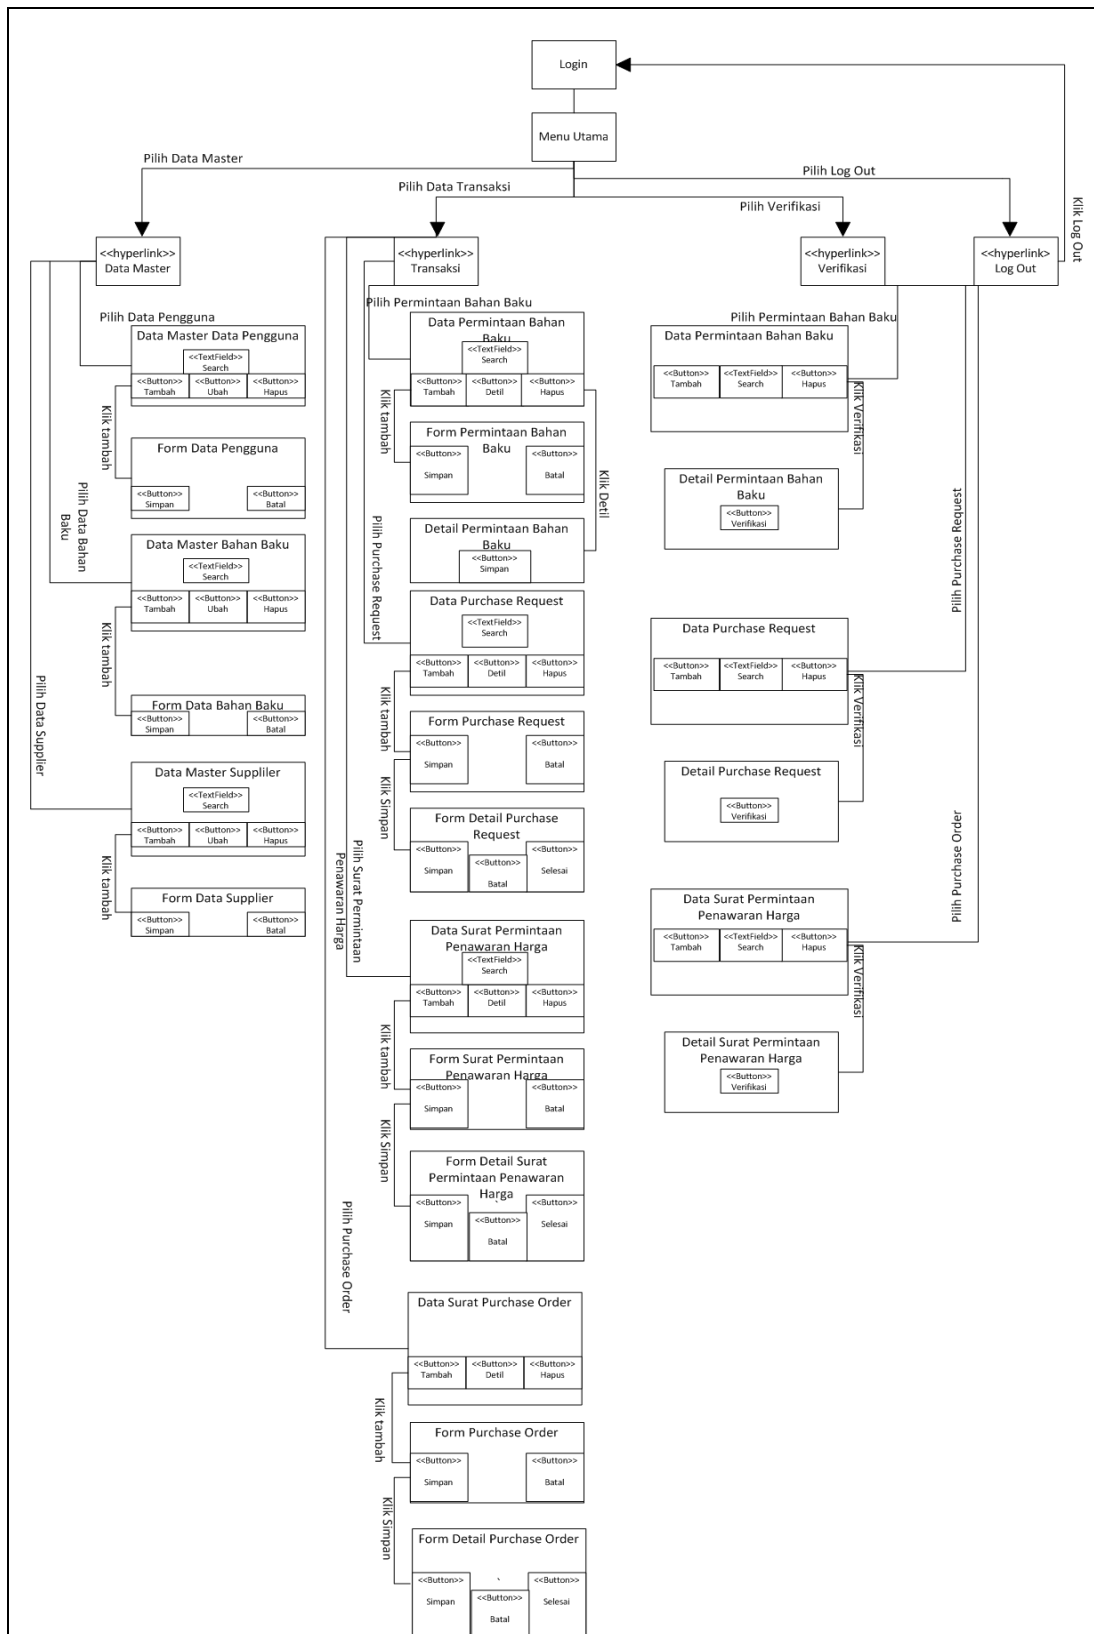 Login
Menu Utama
Pilih Data Master
Pilih Data Transaksi
Pilih Log Out
Pilih Verifikasi
Klik Log Out
<<hyperlink>>
Data Master
<<hyperlink>>
Transaksi
<<hyperlink>>
Verifikasi
<<hyperlink>
Log Out
Pilih Data Pengguna
Data Master Data Pengguna
<<TextField>>
Search
<<Button>>
Tambah
<<Button>>
Ubah
<<Button>>
Hapus
Klik tambah
Form Data Pengguna
<<Button>>
Simpan
<<Button>>
Batal
Pilih Data Bahan
Baku
Data Master Bahan Baku
<<TextField>>
Search
<<Button>>
Tambah
<<Button>>
Ubah
<<Button>>
Hapus
Klik tambah
Form Data Bahan Baku
<<Button>>
Simpan
<<Button>>
Batal
Pilih Data Supplier
Data Master Suppliler
<<TextField>>
Search
<<Button>>
Tambah
<<Button>>
Ubah
<<Button>>
Hapus
Klik tambah
Form Data Supplier
<<Button>>
Simpan
<<Button>>
Batal
Pilih Permintaan Bahan Baku
Data Permintaan Bahan
Baku
<<TextField>>
Search
<<Button>>
Tambah
<<Button>>
Detil
<<Button>>
Hapus
Klik tambah
Form Permintaan Bahan
Baku
<<Button>>
Simpan
<<Button>>
Batal
Klik Detil
Detail Permintaan Bahan
Baku
<<Button>>
Simpan
Pilih Purchase Request
Data Purchase Request
<<TextField>>
Search
<<Button>>
Tambah
<<Button>>
Detil
<<Button>>
Hapus
Klik tambah
Form Purchase Request
<<Button>>
Simpan
<<Button>>
Batal
Klik Simpan
Form Detail Purchase
Request
<<Button>>
Simpan
<<Button>>
Batal
<<Button>>
Selesai
Pilih Surat Permintaan
Penawaran Harga
Data Surat Permintaan
Penawaran Harga
<<TextField>>
Search
<<Button>>
Tambah
<<Button>>
Detil
<<Button>>
Hapus
Klik tambah
Form Surat Permintaan
Penawaran Harga
<<Button>>
Simpan
<<Button>>
Batal
Klik Simpan
Form Detail Surat
Permintaan Penawaran
Harga
<<Button>>
Simpan
`
<<Button>>
Batal
<<Button>>
Selesai
Pilih Purchase Order
Data Surat Purchase Order
<<Button>>
Tambah
<<Button>>
Detil
<<Button>>
Hapus
Klik tambah
Form Purchase Order
<<Button>>
Simpan
<<Button>>
Batal
Klik Simpan
Form Detail Purchase Order
<<Button>>
Simpan
`
<<Button>>
Batal
<<Button>>
Selesai
Pilih Permintaan Bahan Baku
Data Permintaan Bahan Baku
<<Button>>
Tambah
<<TextField>>
Search
<<Button>>
Hapus
Klik Verifikasi
Detail Permintaan Bahan
Baku
<<Button>>
Verifikasi
Pilih Purchase Request
Data Purchase Request
<<Button>>
Tambah
<<TextField>>
Search
<<Button>>
Hapus
Klik Verifikasi
Detail Purchase Request
<<Button>>
Verifikasi
Pilih Purchase Order
Data Surat Permintaan
Penawaran Harga
<<Button>>
Tambah
<<TextField>>
Search
<<Button>>
Hapus
Klik Verifikasi
Detail Surat Permintaan
Penawaran Harga
<<Button>>
Verifikasi